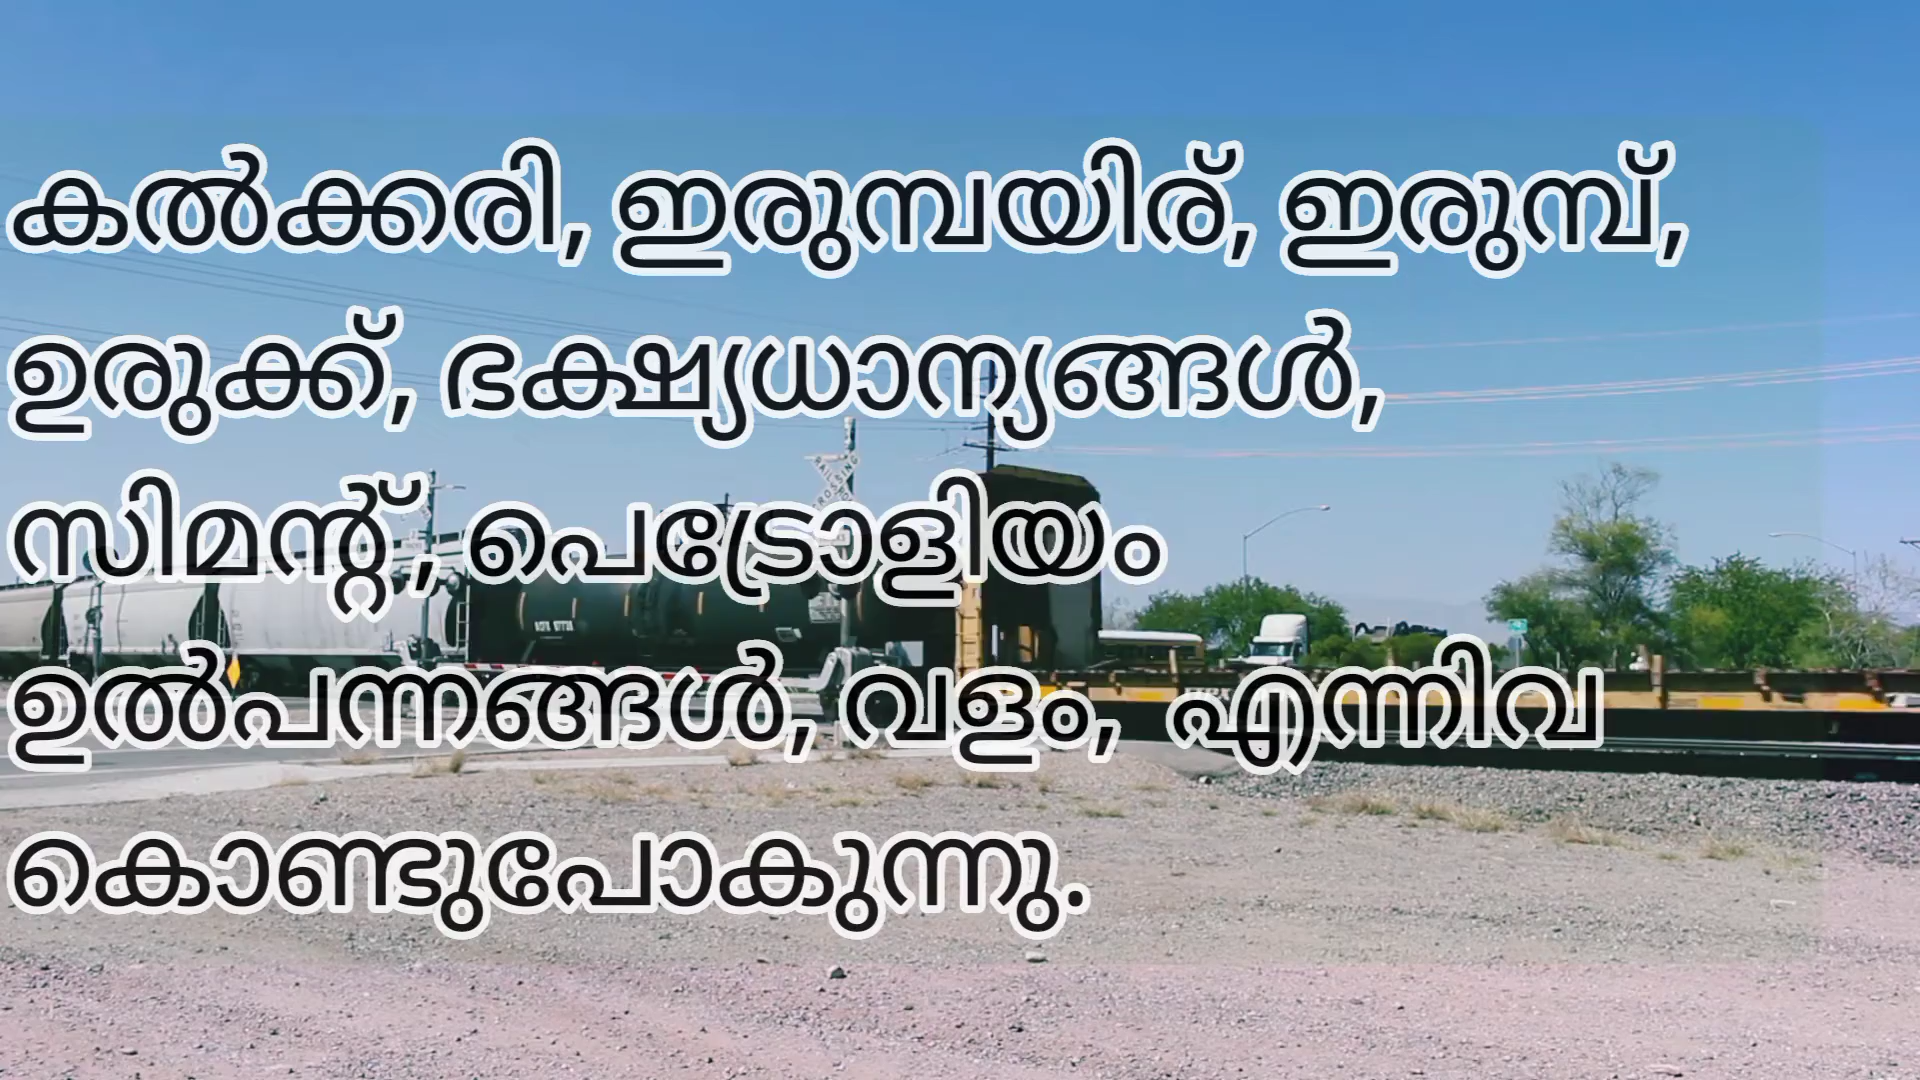 കൽക്കരി, ഇരുമ്പയിര്, ഇരുമ്പ്,
ഉരുക്ക്, ഭക്ഷ്യധാന്യങ്ങൾ,
സിമന്റ്, പെട്രോളിയം
ഉൽപന്നങ്ങൾ, വളം, എന്നിവ
കൊണ്ടുപോകുന്നു.